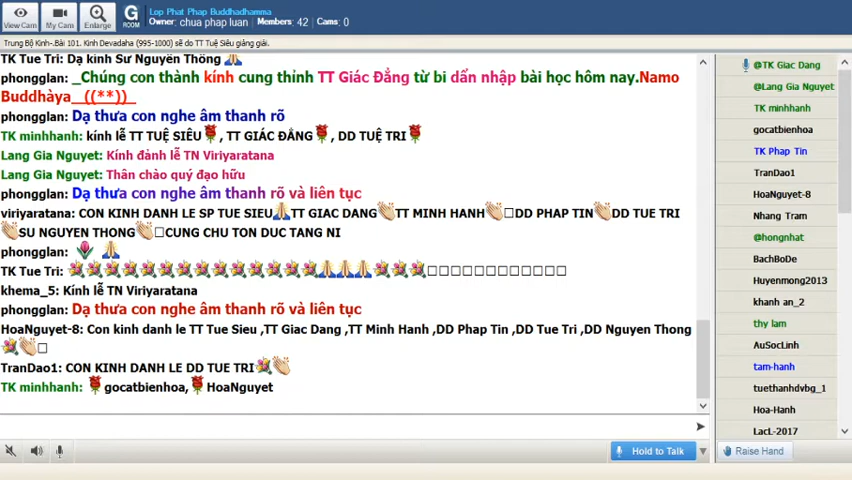 View Cam
My Cam
Enlarge
G
ROOM
Lop Phat Phap Buddhadhamma
Owner: chua phap luan
Members: 42
Cams: 0
Trung Bộ Kinh-.Bài 101. Kinh Devadaha (995-1000) sẽ do TT Tuệ Siêu giảng giải.
TK Tue Tri: Dạ kính Sư Nguyên Thông 🙏
phongglan: _Chúng con thành kính cung thỉnh TT Giác Đẳng từ bi dẩn nhập bài học hôm nay.Namo
Buddhàya_ ((**))_
phongglan: Dạ thưa con nghe âm thanh rõ
TK minhhanh: kính lễ TT TUỆ SIÊU🌹, TT GIÁC ĐẲNG🌹, DD TUỆ TRI🌹
Lang Gia Nguyet: Kính đảnh lễ TN Viriyaratana
Lang Gia Nguyet: Thân chào quý đạo hữu
phongglan: Dạ thưa con nghe âm thanh rõ và liên tục
viriyaratana: CON KINH DANH LE SP TUE SIEU🙏TT GIAC DANG👏TT MINH HANH👏□DD PHAP TIN👏DD TUE TRI
👏SU NGUYEN THONG👏□CUNG CHU TON DUC TANG NI
phongglan: 🌷 🙏
TK Tue Tri: 💐💐💐💐💐💐💐💐💐💐💐💐💐🙏🙏🙏💐💐💐□□□□□□□□□□□□
khema_5: Kính lễ TN Viriyaratana
phongglan: Dạ thưa con nghe âm thanh rõ và liên tục
HoaNguyet-8: Con kinh danh le TT Tue Sieu ,TT Giac Dang ,TT Minh Hanh ,DD Phap Tin ,DD Tue Tri ,DD Nguyen Thong
💐👏□
TranDao1: CON KINH DANH LE DD TUE TRI💐👏
TK minhhanh: 🌹gocatbienhoa,🌹HoaNguyet
Hold to Talk
@TK Giac Dang
@Lang Gia Nguyet
TK minhhanh
gocatbienhoa
TK Phap Tin
TranDao1
HoaNguyet-8
Nhang Tram
@hongnhat
BachBoDe
Huyenmong2013
khanh an_2
thy lam
AuSocLinh
tam-hanh
tuethanhdvbg_1
Hoa-Hanh
LacL-2017
Raise Hand